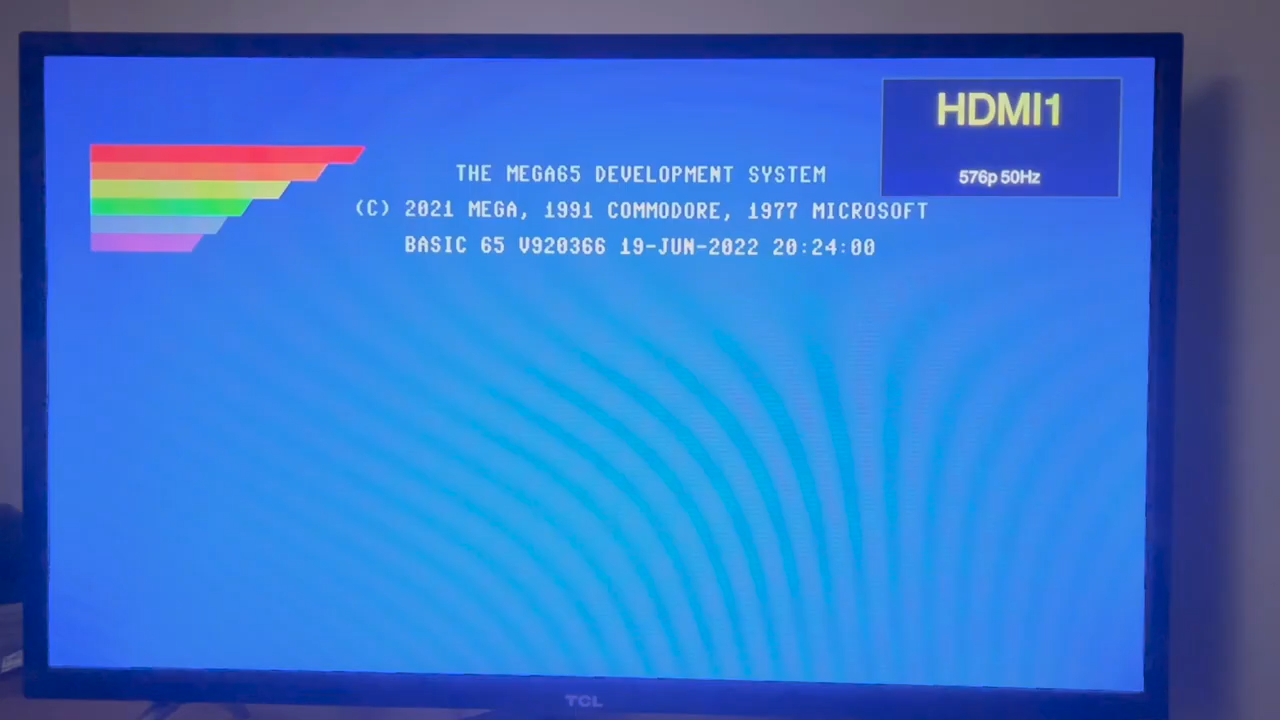 HDMI1
576p 50Hz
THE MEGA65 DEVELOPMENT SYSTEM
(C) 2021 MEGA, 1991 COMMODORE, 1977 MICROSOFT
BASIC 65 V920366 19-JUN-2022 20:24:00
TCL